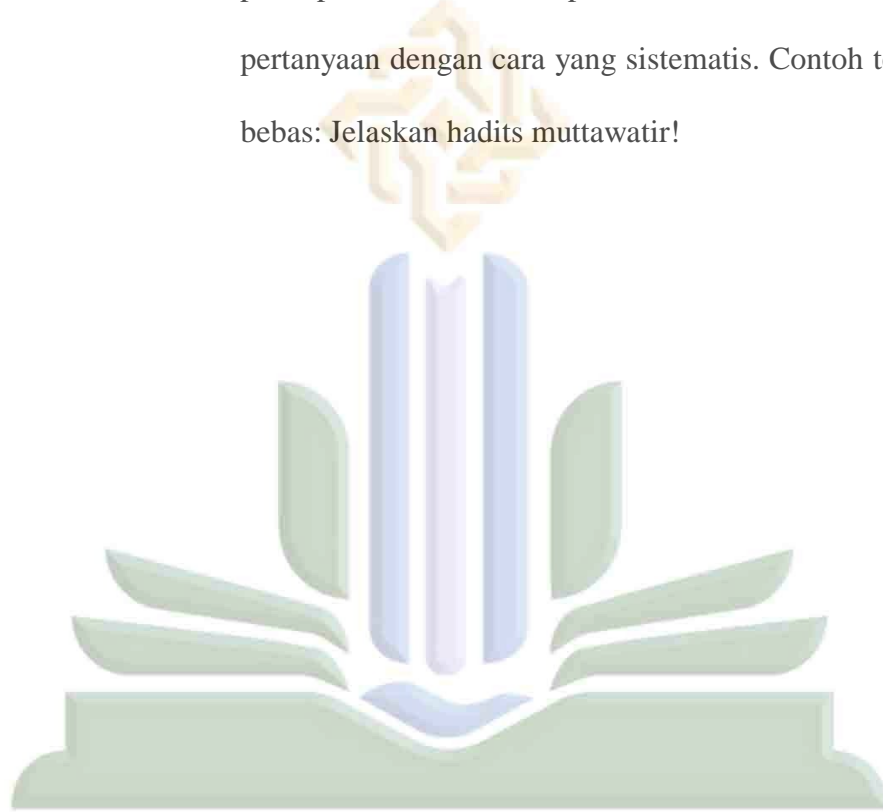 pertanyaan dengan cara yang sistematis. Contoh
bebas: Jelaskan hadits muttawatir!